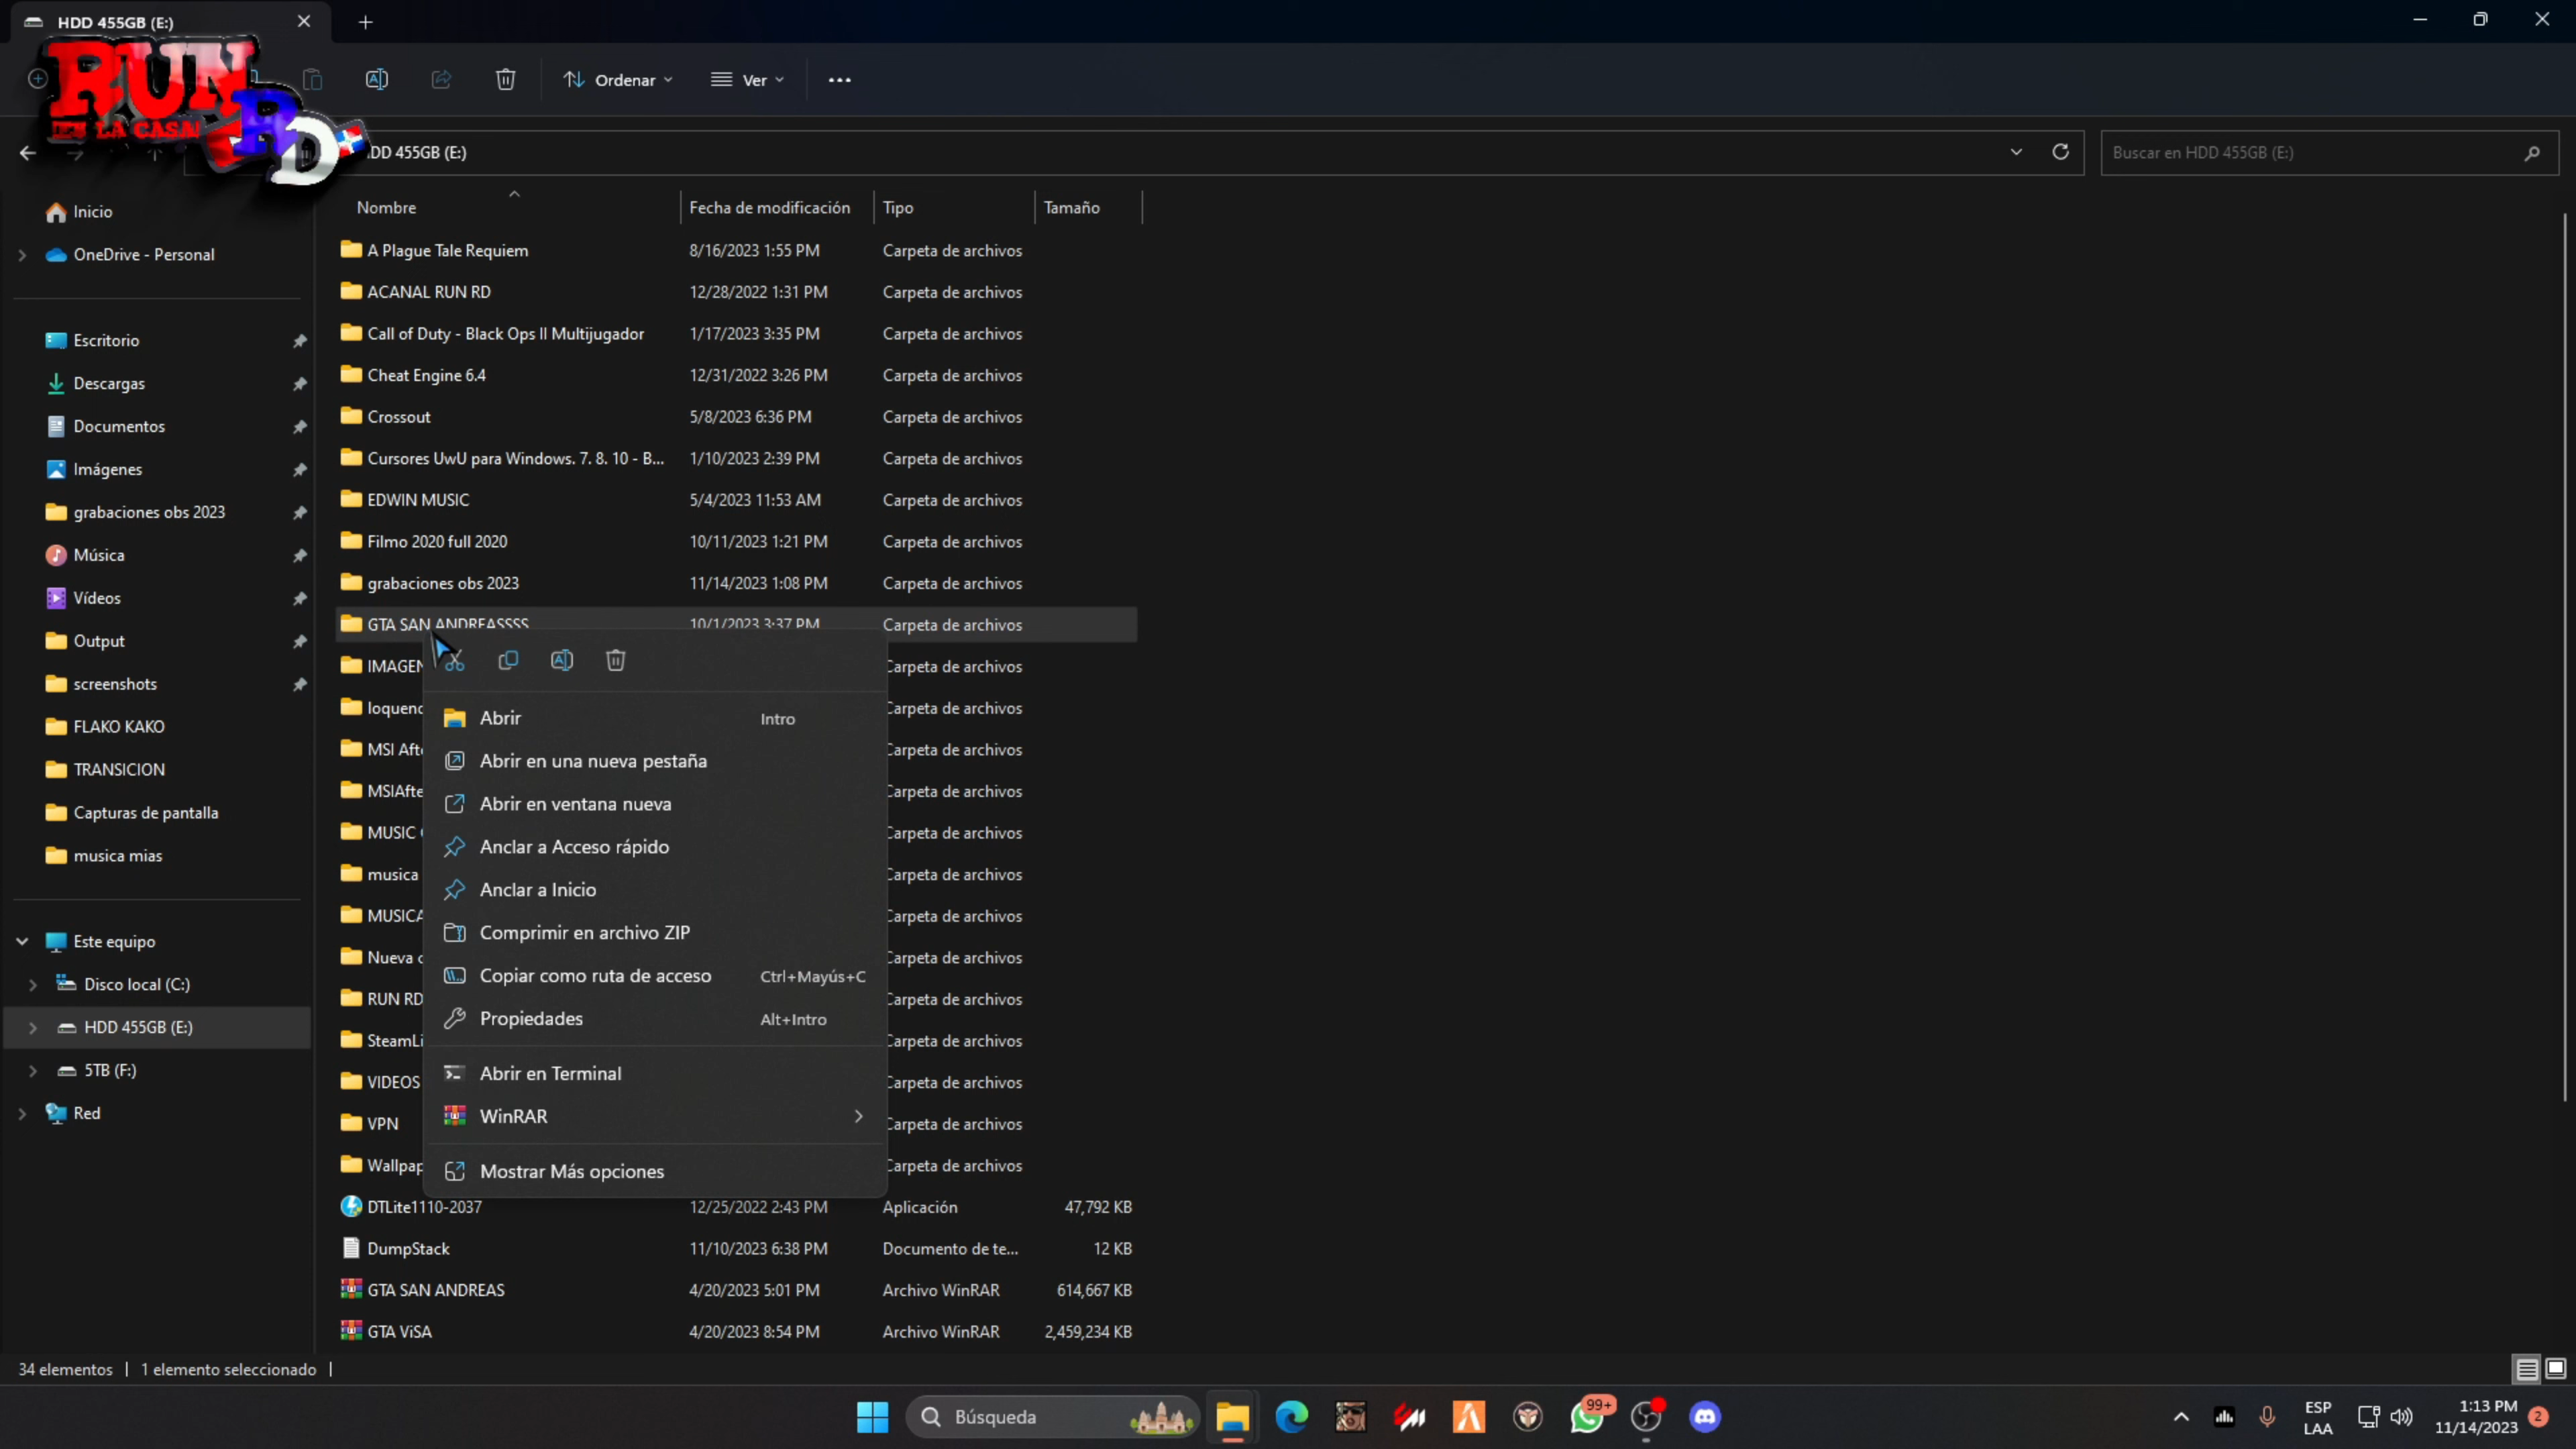 HDD 455GB (E:)
RUN
EN LA CASA!
RD
Ordenar
Ver
HDD 455GB (E:)
Buscar en HDD 455GB (E:)
Inicio
OneDrive - Personal
Escritorio
Descargas
Documentos
Imágenes
grabaciones obs 2023
Música
Vídeos
Output
screenshots
FLAKO KAKO
TRANSICION
Capturas de pantalla
musica mias
Este equipo
Disco local (C:)
HDD 455GB (E:)
5TB (F:)
Red
Nombre Fecha de modificación Tipo Tamaño
A Plague Tale Requiem 8/16/2023 1:55 PM Carpeta de archivos
ACANAL RUN RD 12/28/2022 1:31 PM Carpeta de archivos
Call of Duty - Black Ops II Multijugador 1/17/2023 3:35 PM Carpeta de archivos
Cheat Engine 6.4 12/31/2022 3:26 PM Carpeta de archivos
Crossout 5/8/2023 6:36 PM Carpeta de archivos
Cursores UwU para Windows. 7. 8. 10 - B... 1/10/2023 2:39 PM Carpeta de archivos
EDWIN MUSIC 5/4/2023 11:53 AM Carpeta de archivos
Filmo 2020 full 2020 10/11/2023 1:21 PM Carpeta de archivos
grabaciones obs 2023 11/14/2023 1:08 PM Carpeta de archivos
GTA SAN ANDREASSSS 10/1/2023 3:37 PM Carpeta de archivos
IMAGEN Carpeta de archivos
loquend Carpeta de archivos
MSI Afte Carpeta de archivos
MSIAfte Carpeta de archivos
MUSIC Carpeta de archivos
musica Carpeta de archivos
MUSICA Carpeta de archivos
Nueva c Carpeta de archivos
RUN RD Carpeta de archivos
SteamLi Carpeta de archivos
VIDEOS Carpeta de archivos
VPN Carpeta de archivos
Wallpap Carpeta de archivos
DTLite1110-2037 12/25/2022 2:43 PM Aplicación 47,792 KB
DumpStack 11/10/2023 6:38 PM Documento de te... 12 KB
GTA SAN ANDREAS 4/20/2023 5:01 PM Archivo WinRAR 614,667 KB
GTA ViSA 4/20/2023 8:54 PM Archivo WinRAR 2,459,234 KB
Abrir Intro
Abrir en una nueva pestaña
Abrir en ventana nueva
Anclar a Acceso rápido
Anclar a Inicio
Comprimir en archivo ZIP
Copiar como ruta de acceso Ctrl+Mayús+C
Propiedades Alt+Intro
Abrir en Terminal
WinRAR
Mostrar Más opciones
34 elementos 1 elemento seleccionado
Búsqueda
99+
ESP
LAA
1:13 PM
11/14/2023
2